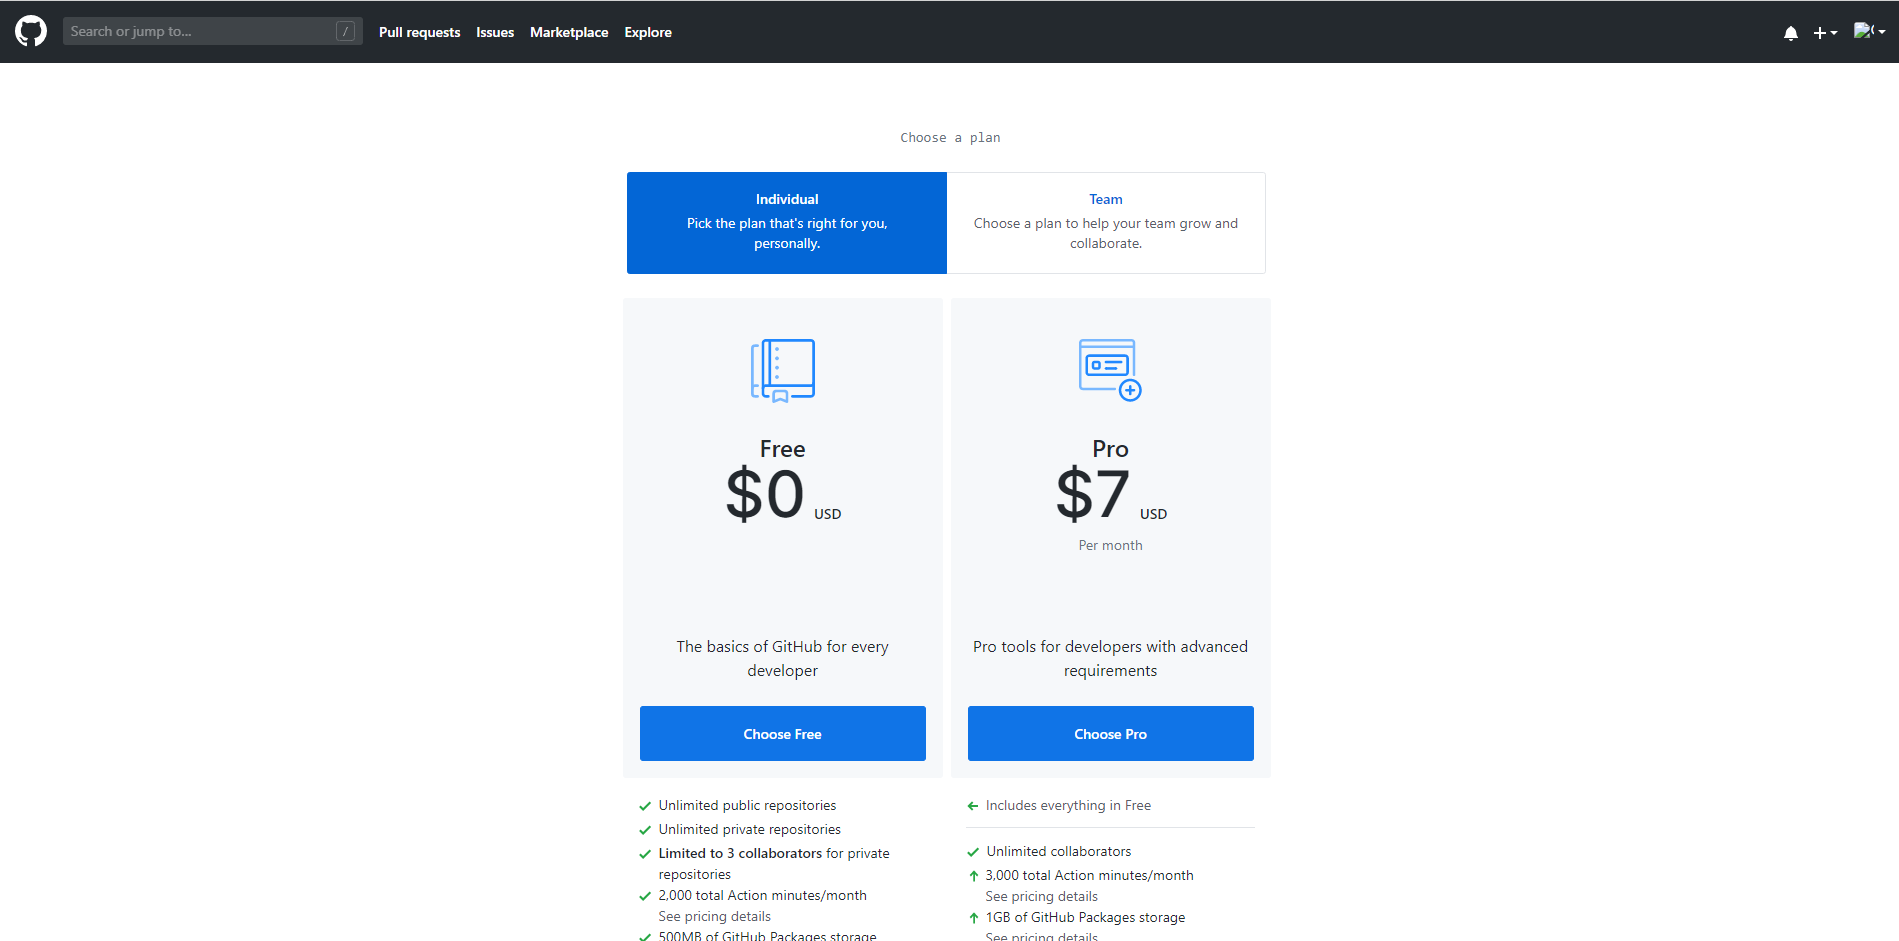 Search or jump to...
/
Pull requests
Issues
Marketplace
Explore
Choose a plan
Individual
Pick the plan that's right for you,
personally.
Team
Choose a plan to help your team grow and
collaborate.
Free
$0 USD
The basics of GitHub for every
developer
Choose Free
Unlimited public repositories
Unlimited private repositories
Limited to 3 collaborators for private
repositories
2,000 total Action minutes/month
See pricing details
500MB of GitHub Packages storage
Pro
$7 USD
Per month
Pro tools for developers with advanced
requirements
Choose Pro
Includes everything in Free
Unlimited collaborators
3,000 total Action minutes/month
See pricing details
1GB of GitHub Packages storage
See pricing details